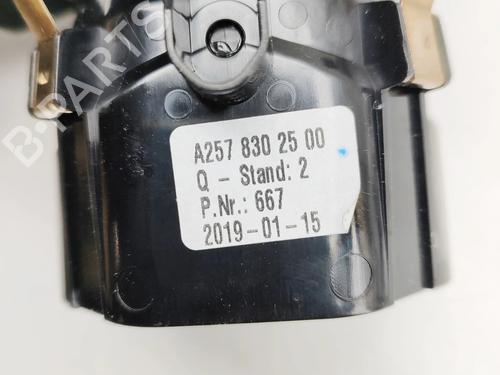 B-PARTS
A257 830 25 00
Q - Stand: 2
P.Nr.: 667
2019-01-15